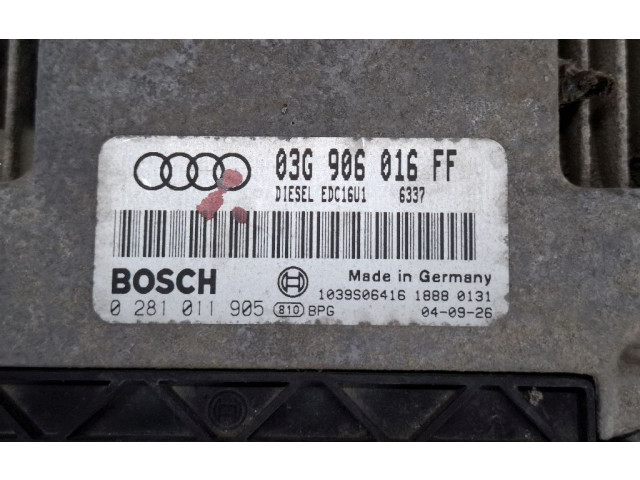 03G 906 016 FF
DIESEL EDC16U1 6337
BOSCH
Made in Germany
1039S06416 1888 0131
0 281 011 905 810 BPG 04-09-26